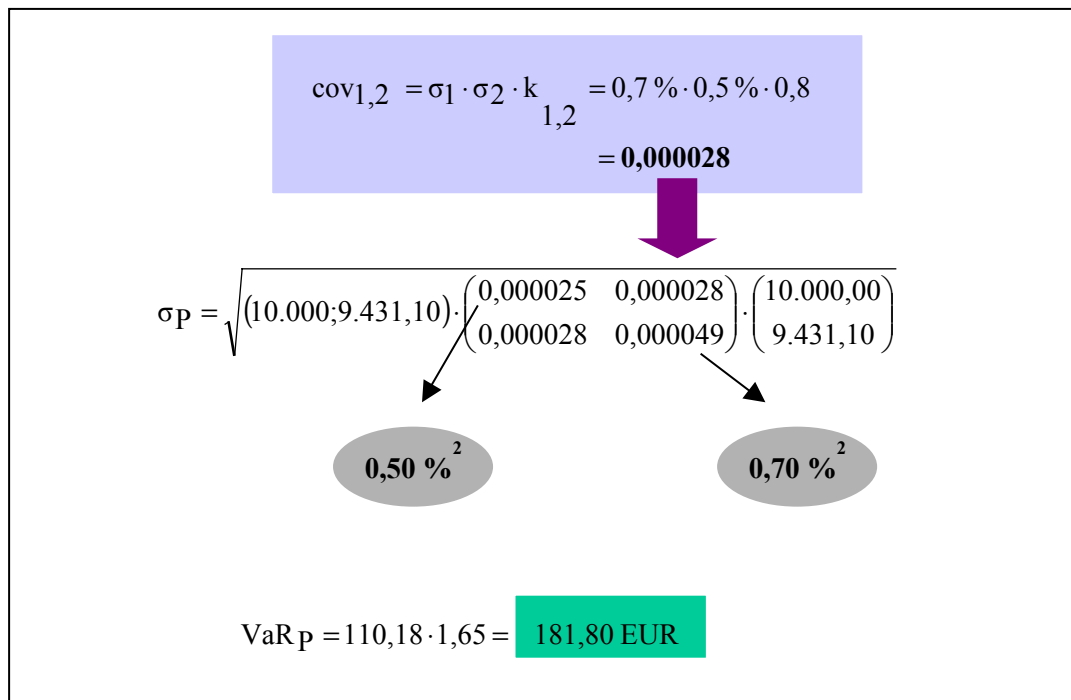 cov1,2 = σ1 · σ2 · k1,2 = 0,7 % · 0,5 % · 0,8
= 0,000028
σP = √(10.000;9.431,10) · (0,000025 0,000028
0,000028 0,000049) · (10.000,00
9.431,10)
0,50 %²
0,70 %²
VaRP = 110,18 · 1,65 = 181,80 EUR